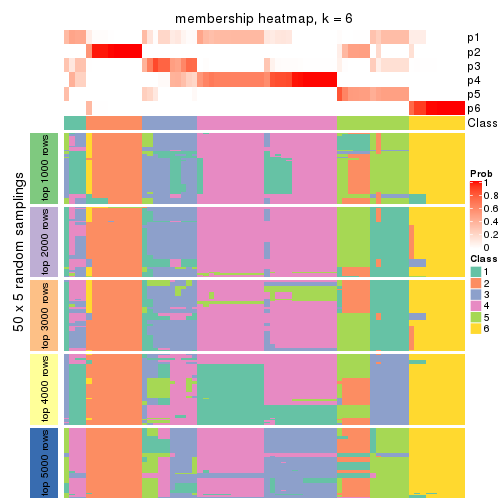 membership heatmap, k = 6
p1
p2
p3
p4
p5
p6
Class
50 x 5 random samplings
top 1000 rows
top 2000 rows
top 3000 rows
top 4000 rows
top 5000 rows
Prob
1
0.8
0.6
0.4
0.2
0
Class
1
2
3
4
5
6